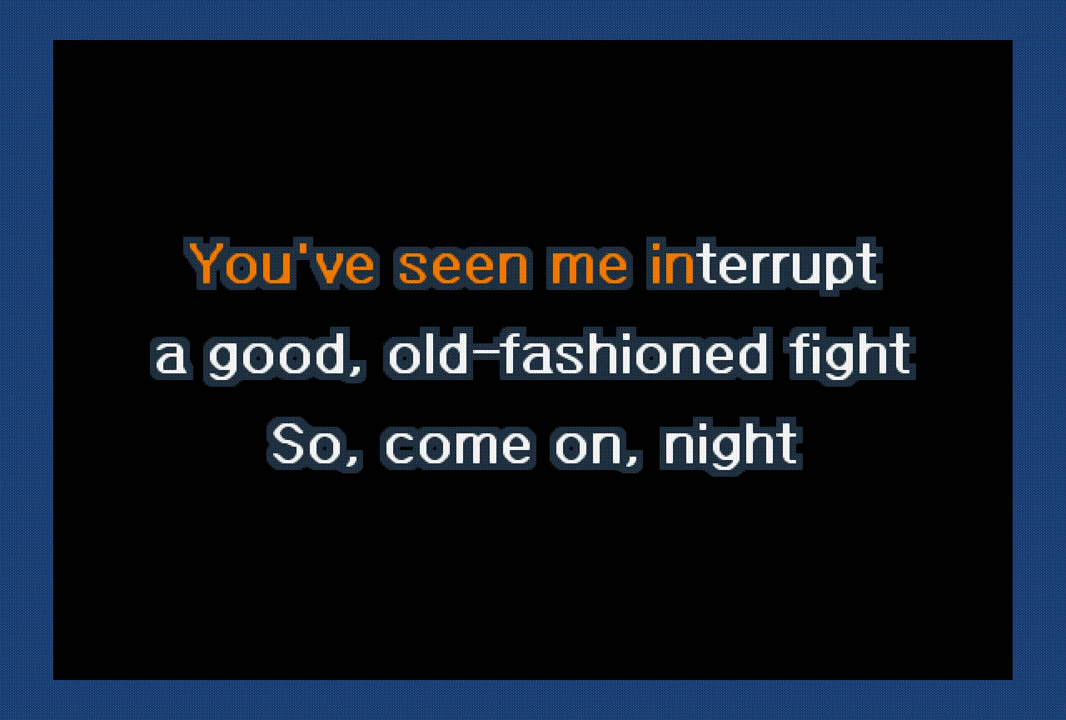 You've seen me interrupt
a good, old-fashioned fight
So, come on, night